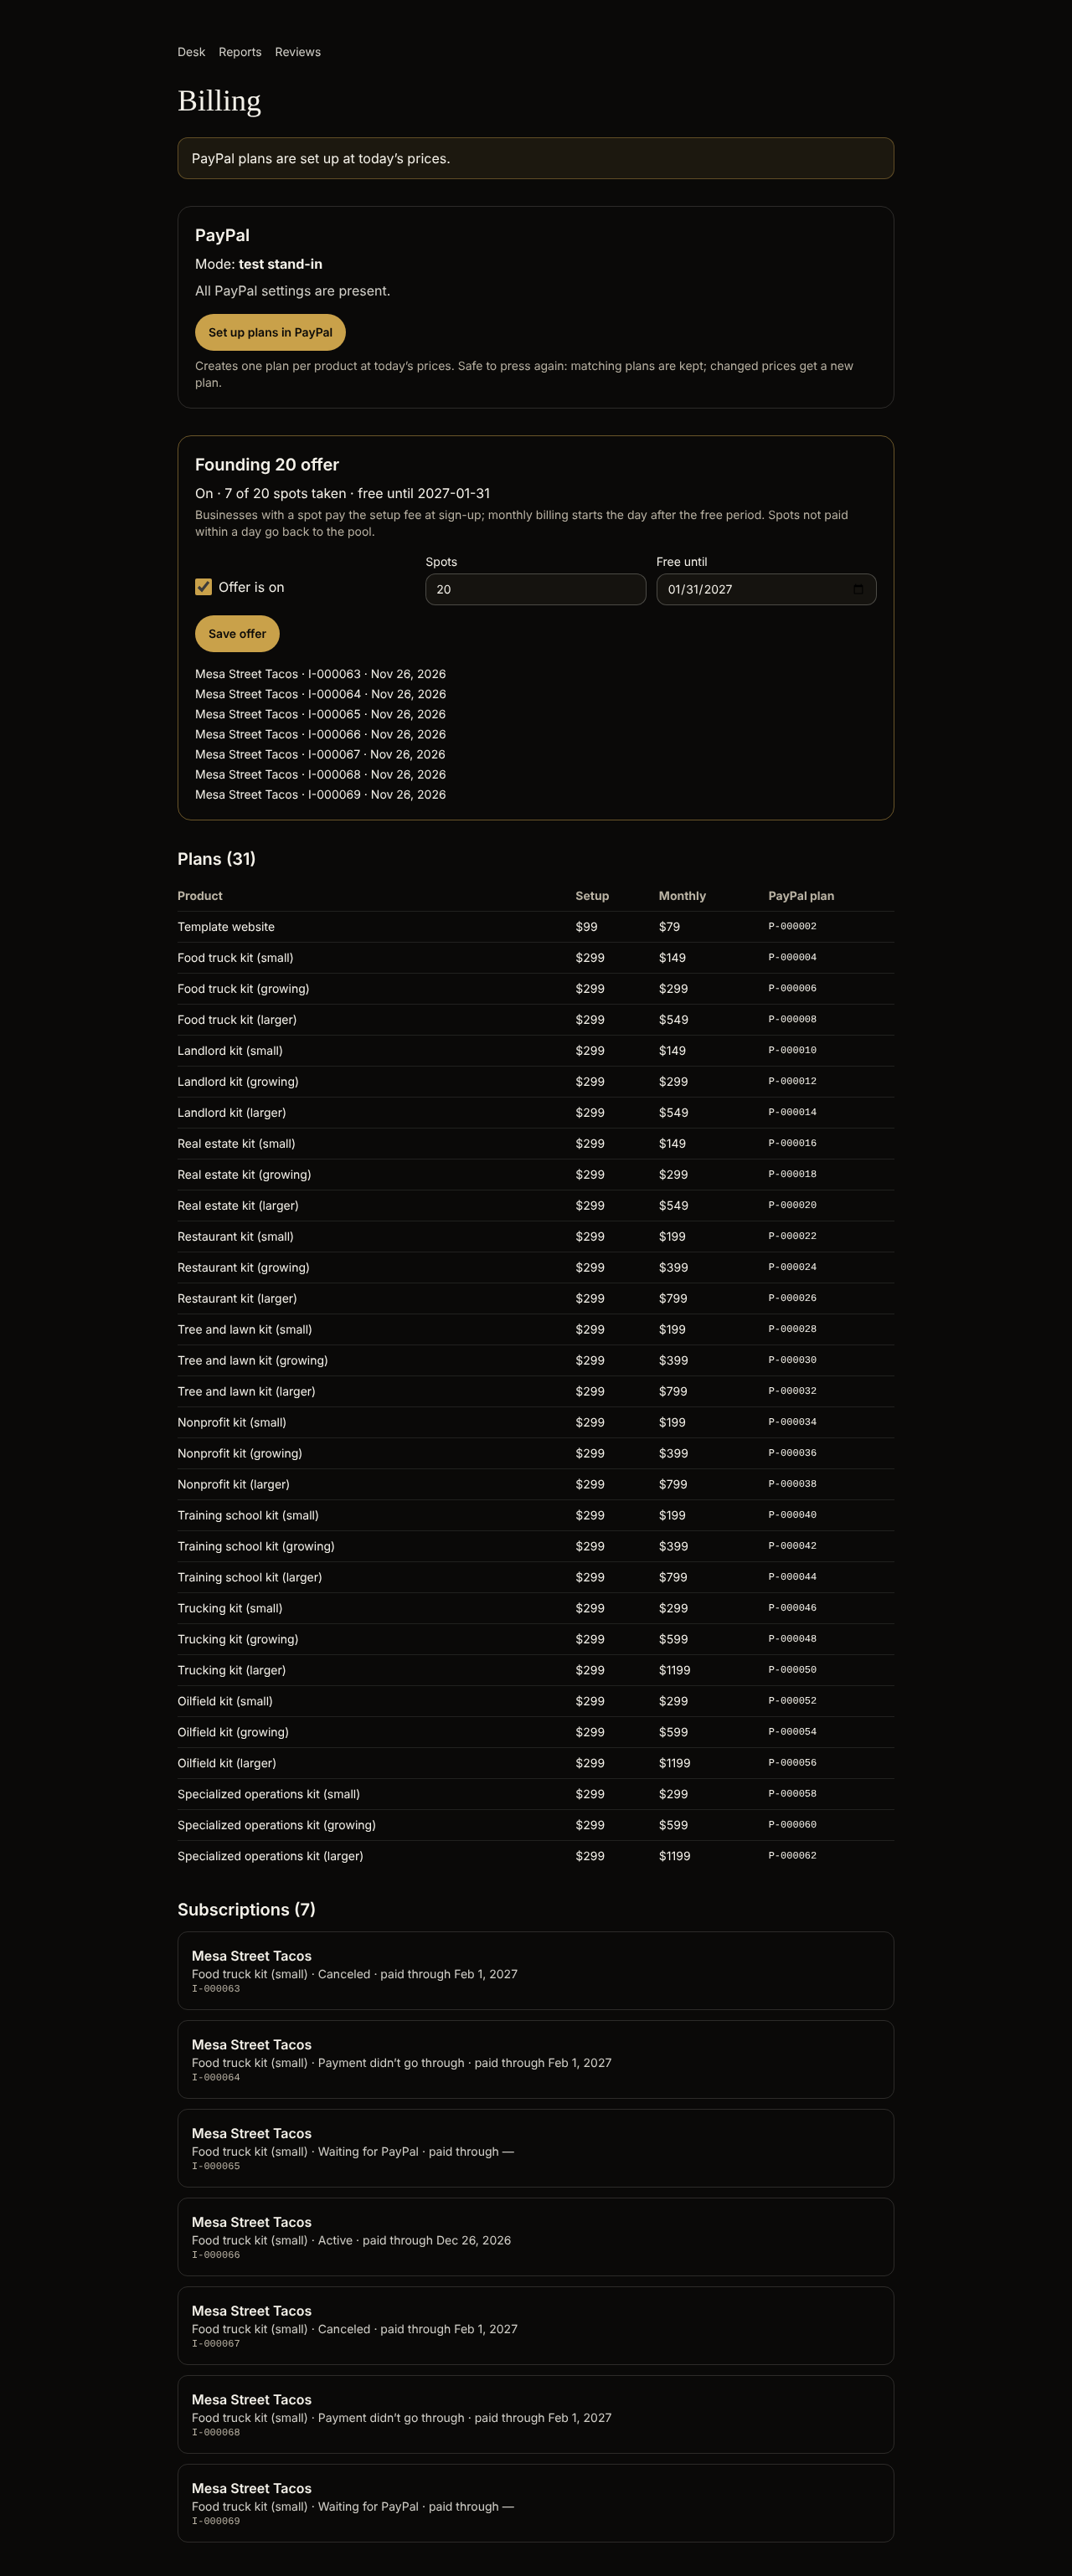 Desk Reports Reviews
Billing
PayPal plans are set up at today’s prices.
PayPal
Mode: test stand-in
All PayPal settings are present.
Set up plans in PayPal
Creates one plan per product at today’s prices. Safe to press again: matching plans are kept; changed prices get a new
plan.
Founding 20 offer
On · 7 of 20 spots taken · free until 2027-01-31
Businesses with a spot pay the setup fee at sign-up; monthly billing starts the day after the free period. Spots not paid
within a day go back to the pool.
Spots Free until
Offer is on 20 01/31/2027
Save offer
Mesa Street Tacos · I-000063 · Nov 26, 2026
Mesa Street Tacos · I-000064 · Nov 26, 2026
Mesa Street Tacos · I-000065 · Nov 26, 2026
Mesa Street Tacos · I-000066 · Nov 26, 2026
Mesa Street Tacos · I-000067 · Nov 26, 2026
Mesa Street Tacos · I-000068 · Nov 26, 2026
Mesa Street Tacos · I-000069 · Nov 26, 2026
Plans (31)
Product Setup Monthly PayPal plan
Template website $99 $79 P-000002
Food truck kit (small) $299 $149 P-000004
Food truck kit (growing) $299 $299 P-000006
Food truck kit (larger) $299 $549 P-000008
Landlord kit (small) $299 $149 P-000010
Landlord kit (growing) $299 $299 P-000012
Landlord kit (larger) $299 $549 P-000014
Real estate kit (small) $299 $149 P-000016
Real estate kit (growing) $299 $299 P-000018
Real estate kit (larger) $299 $549 P-000020
Restaurant kit (small) $299 $199 P-000022
Restaurant kit (growing) $299 $399 P-000024
Restaurant kit (larger) $299 $799 P-000026
Tree and lawn kit (small) $299 $199 P-000028
Tree and lawn kit (growing) $299 $399 P-000030
Tree and lawn kit (larger) $299 $799 P-000032
Nonprofit kit (small) $299 $199 P-000034
Nonprofit kit (growing) $299 $399 P-000036
Nonprofit kit (larger) $299 $799 P-000038
Training school kit (small) $299 $199 P-000040
Training school kit (growing) $299 $399 P-000042
Training school kit (larger) $299 $799 P-000044
Trucking kit (small) $299 $299 P-000046
Trucking kit (growing) $299 $599 P-000048
Trucking kit (larger) $299 $1199 P-000050
Oilfield kit (small) $299 $299 P-000052
Oilfield kit (growing) $299 $599 P-000054
Oilfield kit (larger) $299 $1199 P-000056
Specialized operations kit (small) $299 $299 P-000058
Specialized operations kit (growing) $299 $599 P-000060
Specialized operations kit (larger) $299 $1199 P-000062
Subscriptions (7)
Mesa Street Tacos
Food truck kit (small) · Canceled · paid through Feb 1, 2027
I-000063
Mesa Street Tacos
Food truck kit (small) · Payment didn’t go through · paid through Feb 1, 2027
I-000064
Mesa Street Tacos
Food truck kit (small) · Waiting for PayPal · paid through —
I-000065
Mesa Street Tacos
Food truck kit (small) · Active · paid through Dec 26, 2026
I-000066
Mesa Street Tacos
Food truck kit (small) · Canceled · paid through Feb 1, 2027
I-000067
Mesa Street Tacos
Food truck kit (small) · Payment didn’t go through · paid through Feb 1, 2027
I-000068
Mesa Street Tacos
Food truck kit (small) · Waiting for PayPal · paid through —
I-000069